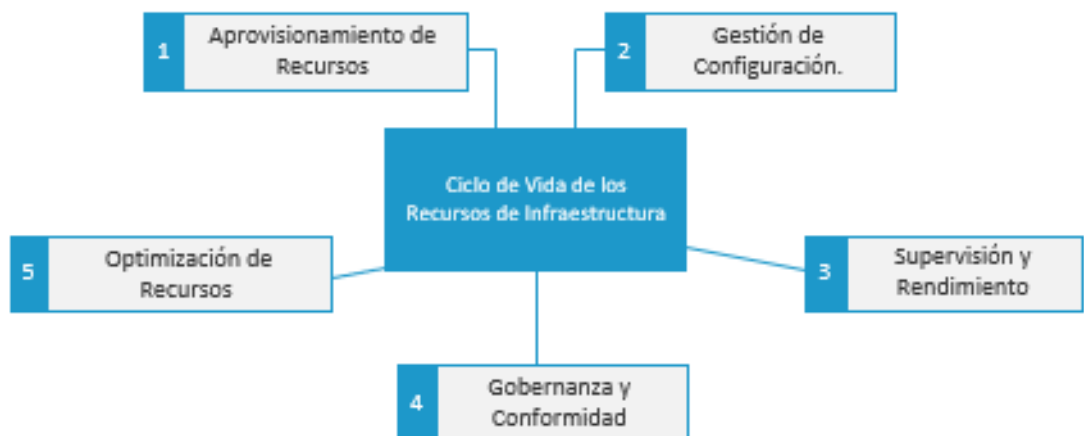 1
Aprovisionamiento de
Recursos
2
Gestión de
Configuración.
Ciclo de Vida de los
Recursos de Infraestructura
3
Supervisión y
Rendimiento
4
Gobernanza y
Conformidad
5
Optimización de
Recursos